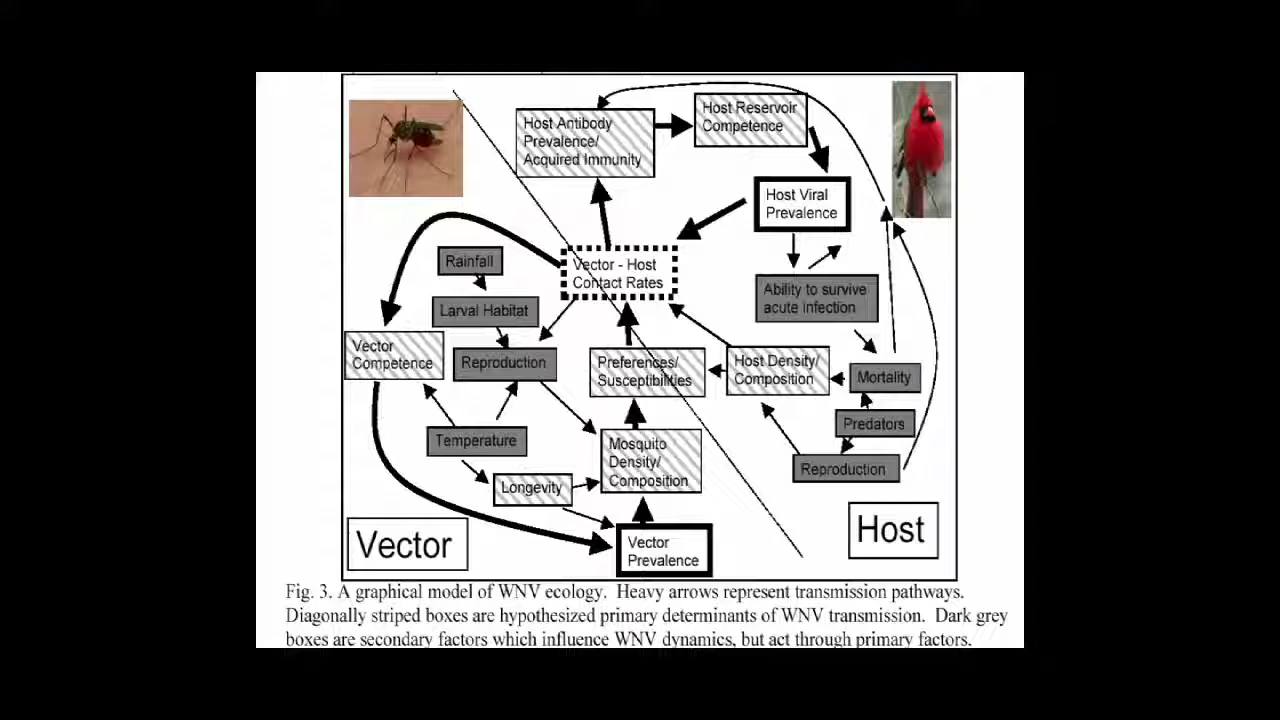 Host Antibody
Prevalence/
Acquired Immunity
Host Reservoir
Competence
Host Viral
Prevalence
Vector - Host
Contact Rates
Rainfall
Larval Habitat
Vector
Competence
Reproduction
Preferences/
Susceptibilities
Host Density/
Composition
Ability to survive
acute infection
Mortality
Predators
Reproduction
Temperature
Mosquito
Density/
Composition
Longevity
Vector
Prevalence
Vector
Host
Fig. 3. A graphical model of WNV ecology. Heavy arrows represent transmission pathways.
Diagonally striped boxes are hypothesized primary determinants of WNV transmission. Dark grey
boxes are secondary factors which influence WNV dynamics, but act through primary factors.